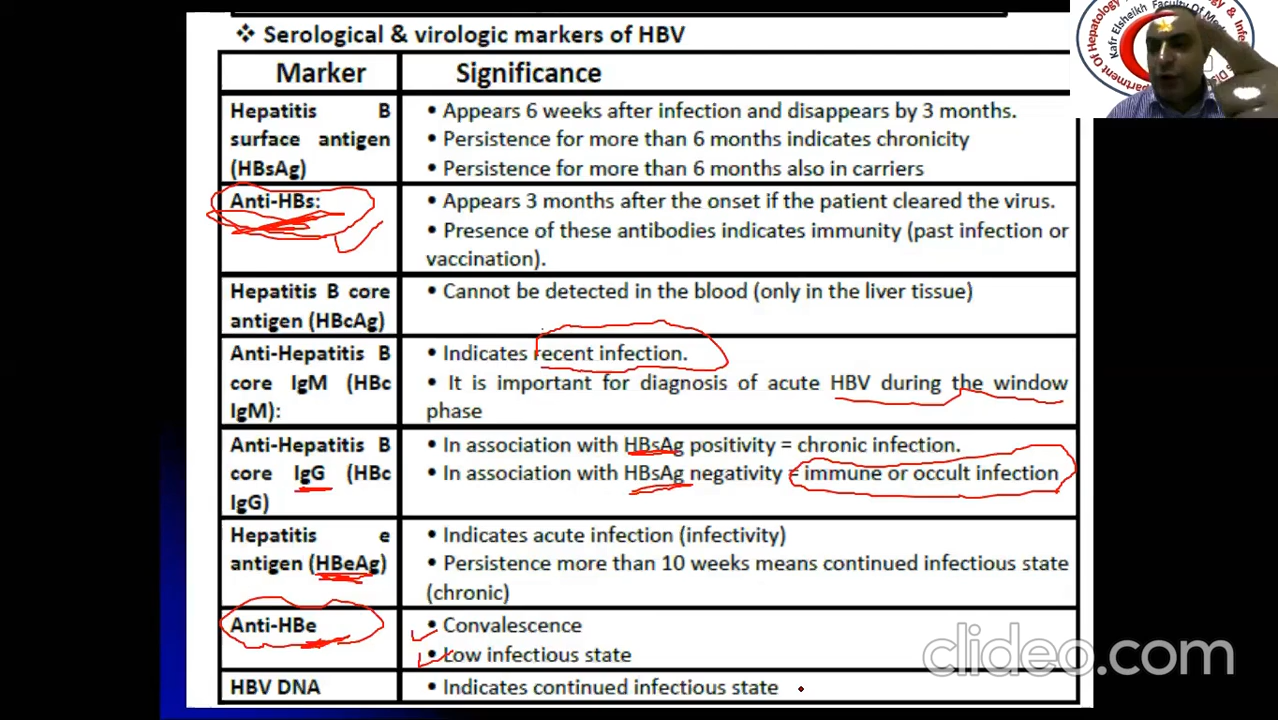 ❖ Serological & virologic markers of HBV
Marker Significance
Hepatitis B surface antigen (HBsAg)
• Appears 6 weeks after infection and disappears by 3 months.
• Persistence for more than 6 months indicates chronicity
• Persistence for more than 6 months also in carriers
Anti-HBs:
• Appears 3 months after the onset if the patient cleared the virus.
• Presence of these antibodies indicates immunity (past infection or
vaccination).
Hepatitis B core
antigen (HBcAg)
• Cannot be detected in the blood (only in the liver tissue)
Anti-Hepatitis B
core IgM (HBc
IgM):
• Indicates recent infection.
• It is important for diagnosis of acute HBV during the window
phase
Anti-Hepatitis B
core IgG (HBc
IgG)
• In association with HBsAg positivity = chronic infection.
• In association with HBsAg negativity = immune or occult infection
Hepatitis e
antigen (HBeAg)
• Indicates acute infection (infectivity)
• Persistence more than 10 weeks means continued infectious state
(chronic)
Anti-HBe
• Convalescence
• Low infectious state
HBV DNA
• Indicates continued infectious state
Of Hepatology
Kafr Elsheikh Faculty Of
clideo.com